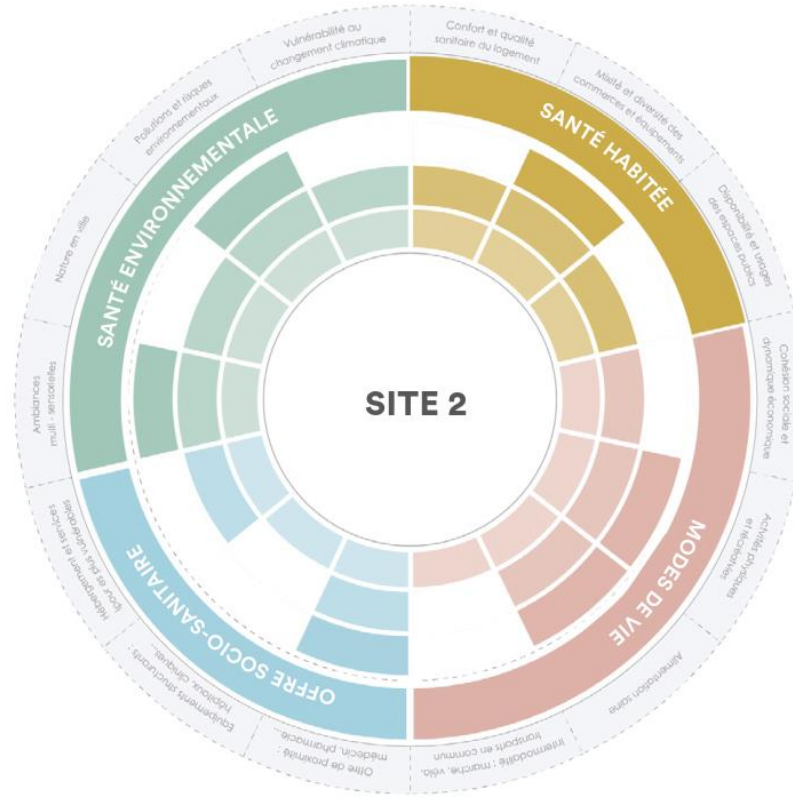 Vulnérabilité au
changement climatique
Confort et qualité
sanitaire du logement
Mixité et diversité des
commerces et équipements
Disponibilité et usages
des espaces publics
Cohésion sociale et
dynamique économique
Activités physiques
et récréatives
Alimentation saine
Intermodalité : marche, vélo,
transports en commun
Offre de proximité :
médecin, pharmacie...
Équipements structurants :
hôpitaux, cliniques...
Hébergement et services
(pour les plus vulnérables
Ambiances
multi - sensorielles
Nature en ville
Pollutions et risques
environnementaux
SANTÉ ENVIRONNEMENTALE
SANTÉ HABITÉE
MODES DE VIE
OFFRE SOCIO-SANITAIRE
SITE 2